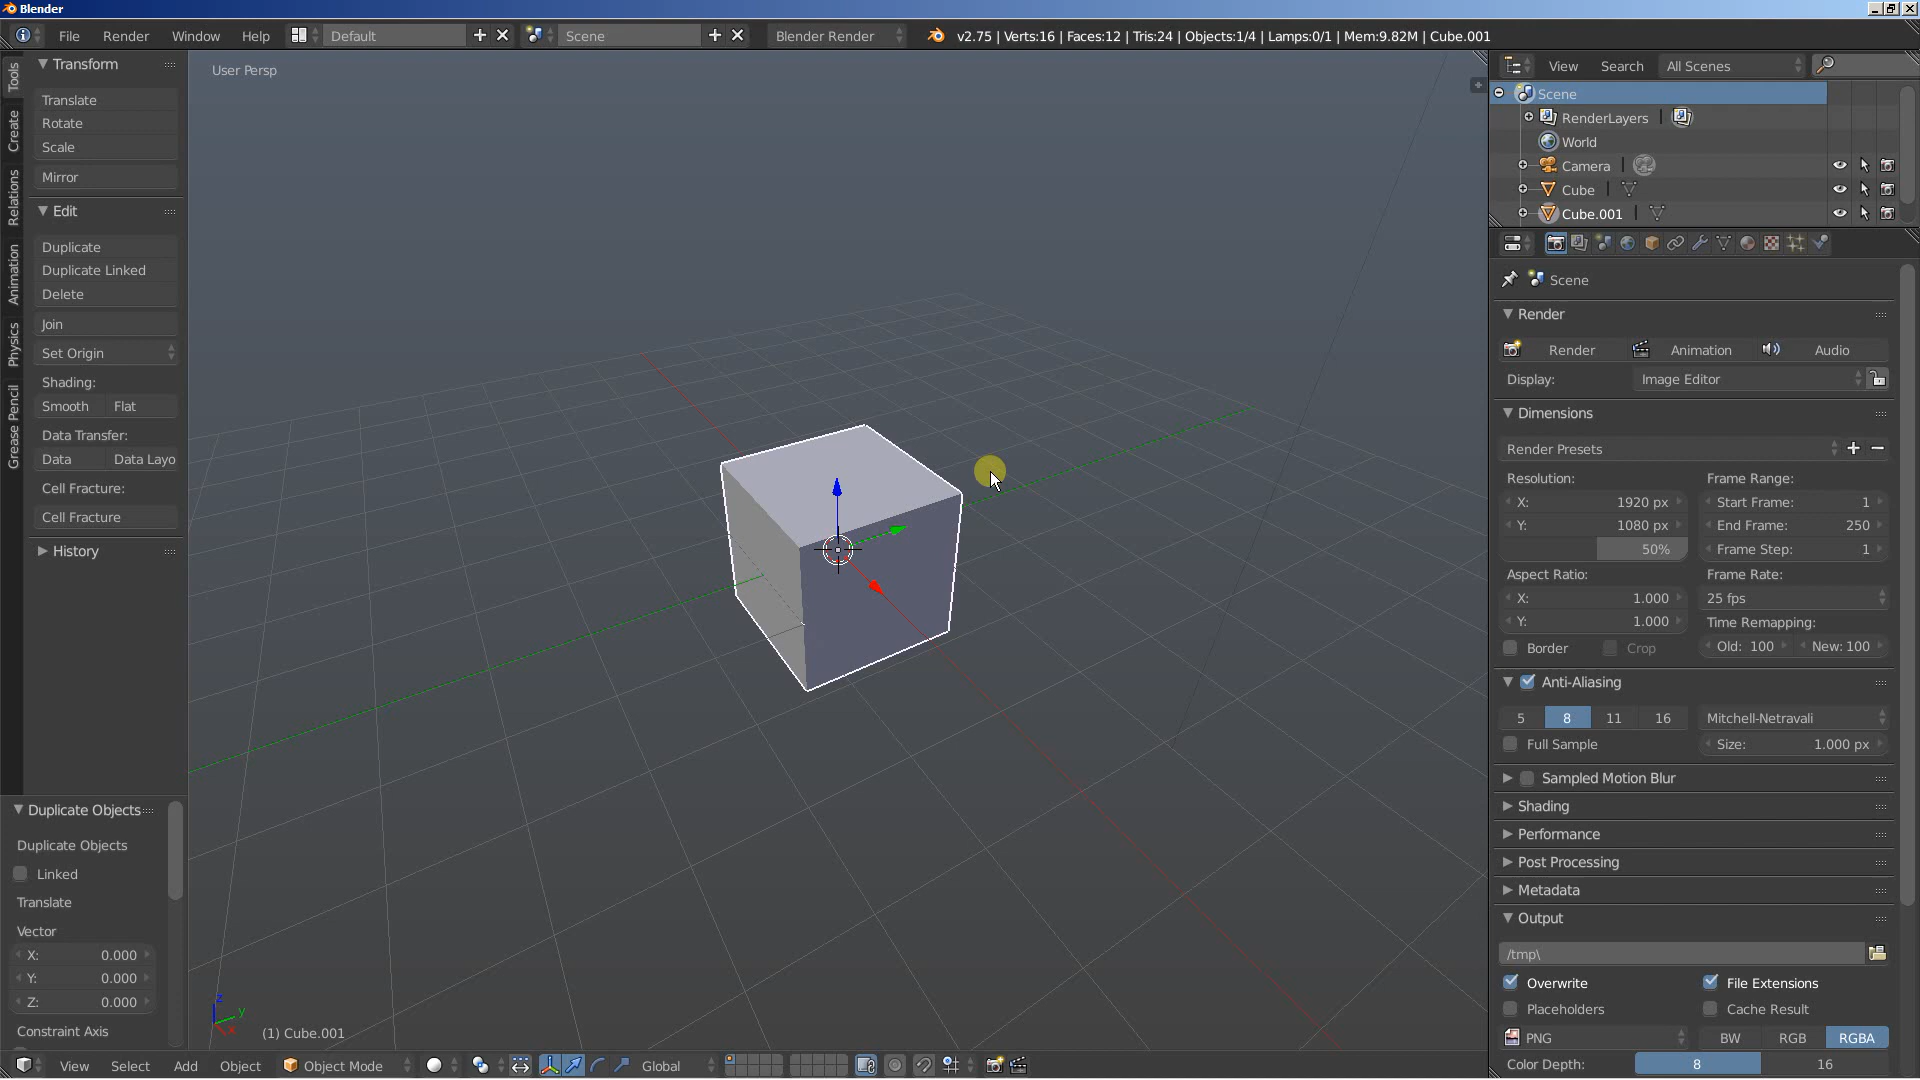 Blender
File Render Window Help Default Scene Blender Render v2.75 | Verts:16 | Faces:12 | Tris:24 | Objects:1/4 | Lamps:0/1 | Mem:9.82M | Cube.001
Tools
Create
Relations
Animation
Physics
Grease Pencil
Transform
Translate
Rotate
Scale
Mirror
Edit
Duplicate
Duplicate Linked
Delete
Join
Set Origin
Shading:
Smooth Flat
Data Transfer:
Data Data Layo
Cell Fracture:
Cell Fracture
History
Duplicate Objects
Duplicate Objects
Linked
Translate
Vector
X: 0.000
Y: 0.000
Z: 0.000
Constraint Axis
User Persp
z
y
x
(1) Cube.001
View Select Add Object Object Mode Global
View Search All Scenes
Scene
RenderLayers |
World
Camera |
Cube |
Cube.001 |
Scene
Render
Render Animation Audio
Display: Image Editor
Dimensions
Render Presets
Resolution: Frame Range:
X: 1920 px Start Frame: 1
Y: 1080 px End Frame: 250
50% Frame Step: 1
Aspect Ratio: Frame Rate:
X: 1.000 25 fps
Y: 1.000 Time Remapping:
Border Crop Old: 100 New: 100
Anti-Aliasing
5 8 11 16 Mitchell-Netravali
Full Sample Size: 1.000 px
Sampled Motion Blur
Shading
Performance
Post Processing
Metadata
Output
/tmp\
Overwrite File Extensions
Placeholders Cache Result
PNG BW RGB RGBA
Color Depth: 8 16